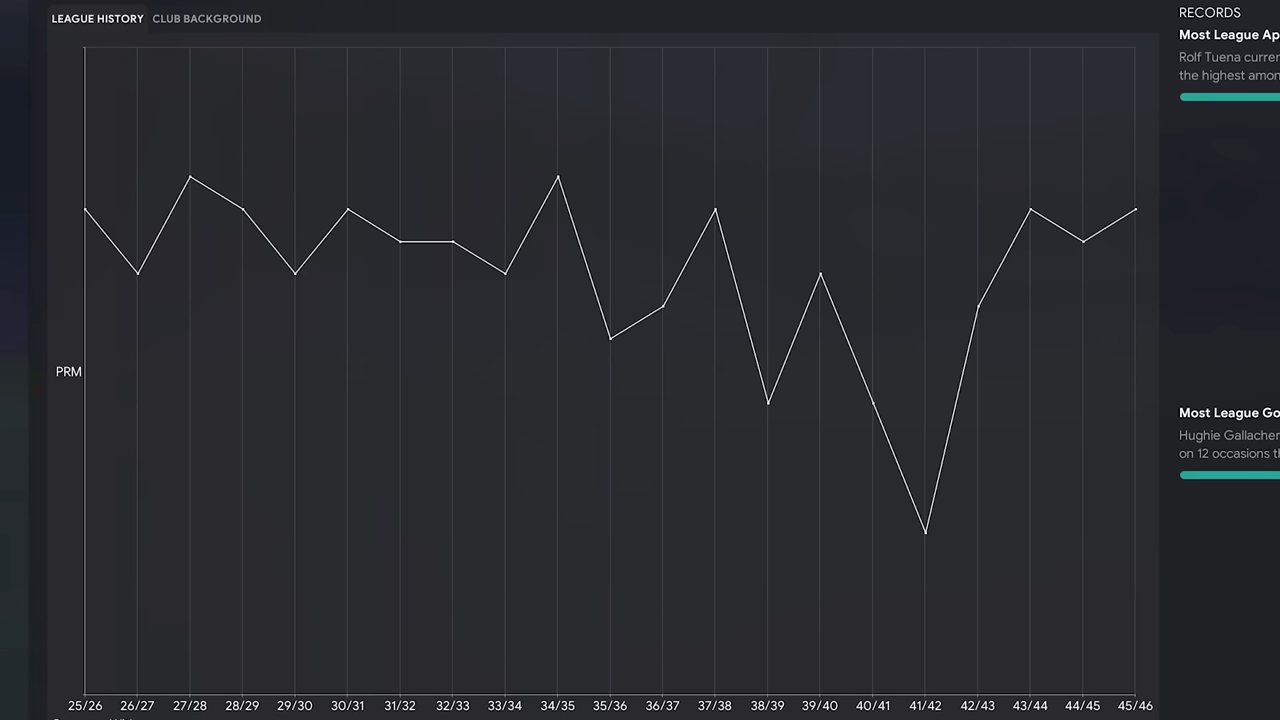 LEAGUE HISTORY CLUB BACKGROUND
PRM
25/26 26/27 27/28 28/29 29/30 30/31 31/32 32/33 33/34 34/35 35/36 36/37 37/38 38/39 39/40 40/41 41/42 42/43 43/44 44/45 45/46
RECORDS
Most League Ap
Rolf Tuena curren
the highest amon
Most League Go
Hughie Gallacher
on 12 occasions th